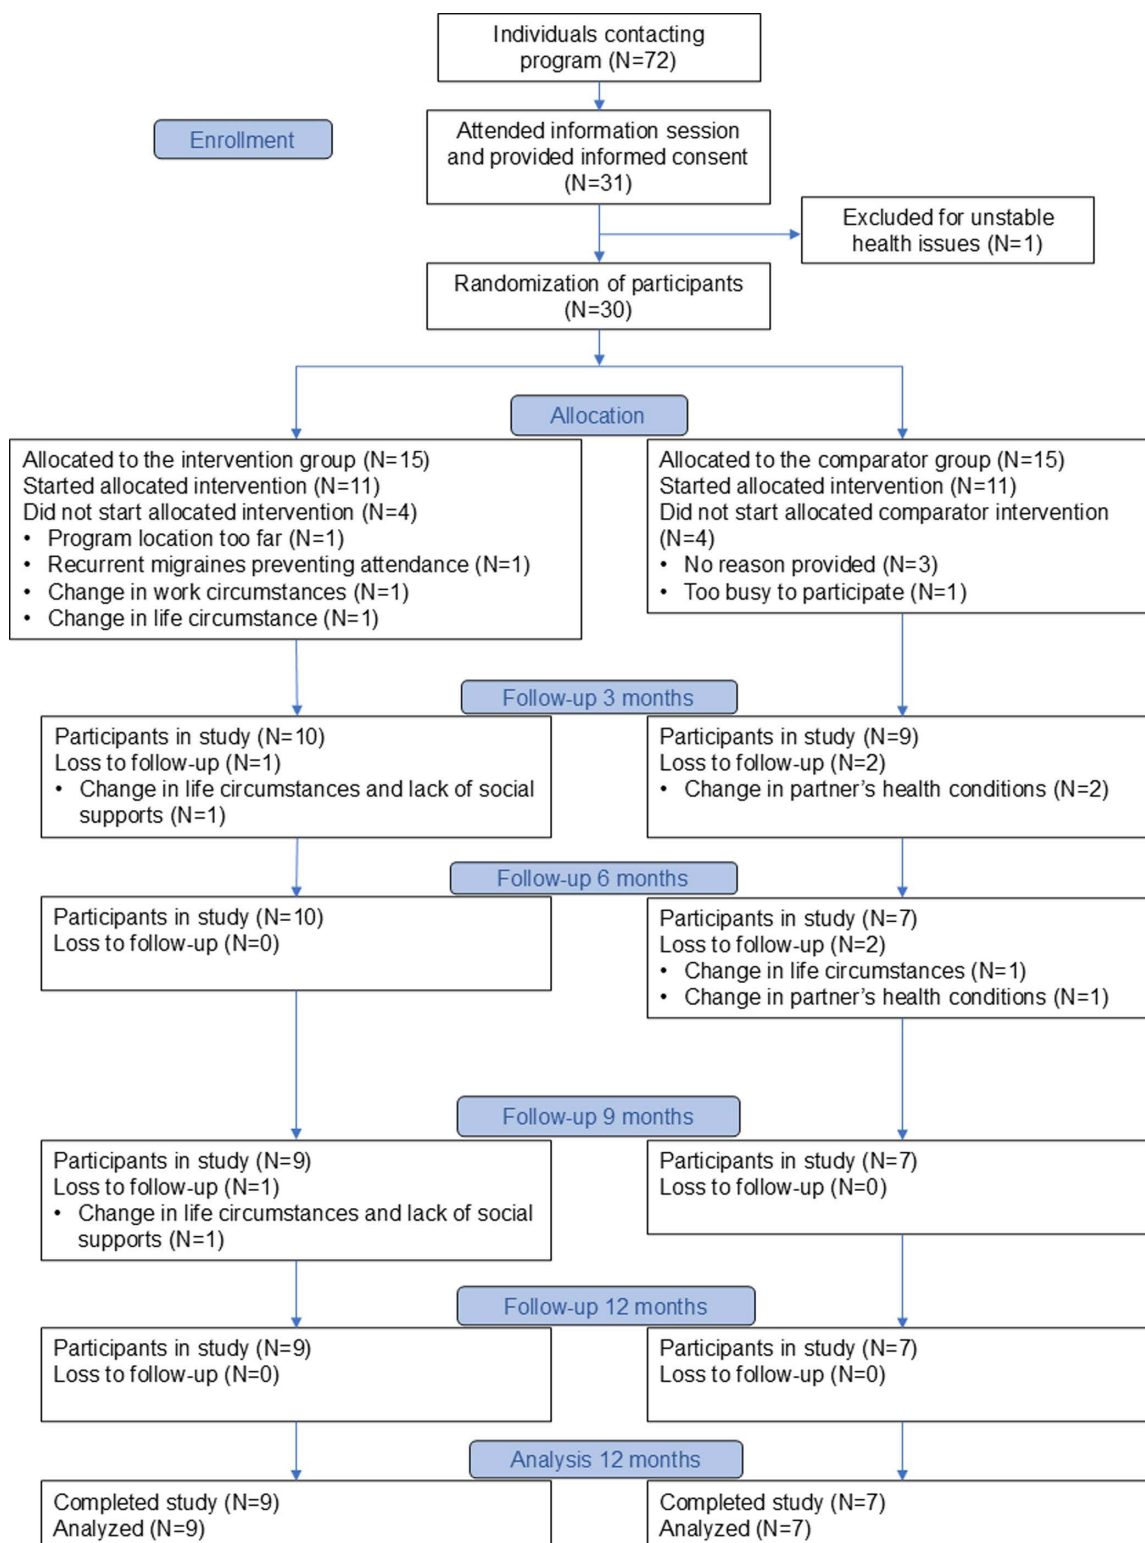 Individuals contacting
program (N=72)
Enrollment
Attended information session
and provided informed consent
(N=31)
Excluded for unstable
health issues (N=1)
Randomization of participants
(N=30)
Allocation
Allocated to the intervention group (N=15)
Started allocated intervention (N=11)
Did not start allocated intervention (N=4)
• Program location too far (N=1)
• Recurrent migraines preventing attendance (N=1)
• Change in work circumstances (N=1)
• Change in life circumstance (N=1)
Allocated to the comparator group (N=15)
Started allocated intervention (N=11)
Did not start allocated comparator intervention
(N=4)
• No reason provided (N=3)
• Too busy to participate (N=1)
Follow-up 3 months
Participants in study (N=10)
Loss to follow-up (N=1)
• Change in life circumstances and lack of social
supports (N=1)
Participants in study (N=9)
Loss to follow-up (N=2)
• Change in partner's health conditions (N=2)
Follow-up 6 months
Participants in study (N=10)
Loss to follow-up (N=0)
Participants in study (N=7)
Loss to follow-up (N=2)
• Change in life circumstances (N=1)
• Change in partner's health conditions (N=1)
Follow-up 9 months
Participants in study (N=9)
Loss to follow-up (N=1)
• Change in life circumstances and lack of social
supports (N=1)
Participants in study (N=7)
Loss to follow-up (N=0)
Follow-up 12 months
Participants in study (N=9)
Loss to follow-up (N=0)
Participants in study (N=7)
Loss to follow-up (N=0)
Analysis 12 months
Completed study (N=9)
Analyzed (N=9)
Completed study (N=7)
Analyzed (N=7)